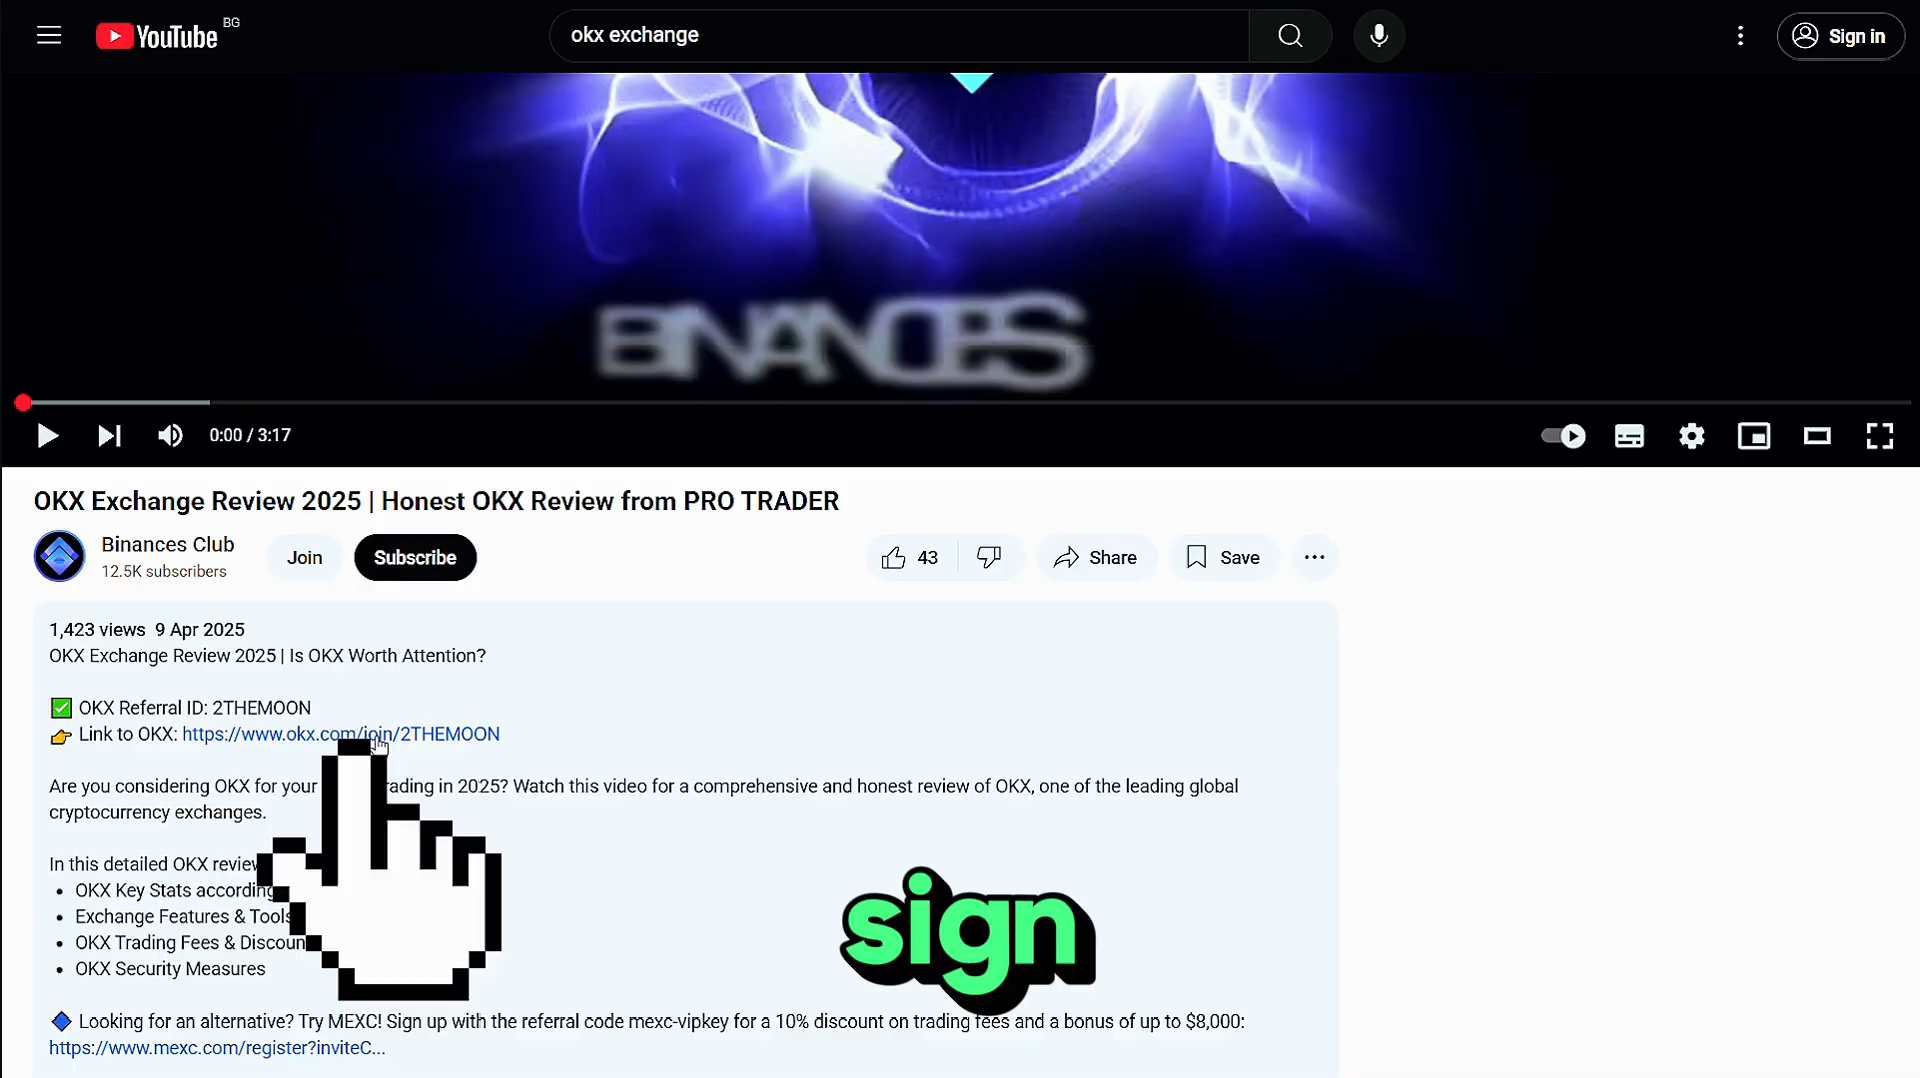 YouTube BG
okx exchange
Sign in
BINANCES
0:00 / 3:17
OKX Exchange Review 2025 | Honest OKX Review from PRO TRADER
Binances Club
12.5K subscribers
Join
Subscribe
43
Share
Save
1,423 views 9 Apr 2025
OKX Exchange Review 2025 | Is OKX Worth Attention?
OKX Referral ID: 2THEMOON
Link to OKX: https://www.okx.com/join/2THEMOON
Are you considering OKX for your trading in 2025? Watch this video for a comprehensive and honest review of OKX, one of the leading global
cryptocurrency exchanges.
In this detailed OKX review
• OKX Key Stats according
• Exchange Features & Tools
• OKX Trading Fees & Discoun
• OKX Security Measures
sign
Looking for an alternative? Try MEXC! Sign up with the referral code mexc-vipkey for a 10% discount on trading fees and a bonus of up to $8,000:
https://www.mexc.com/register?inviteC...